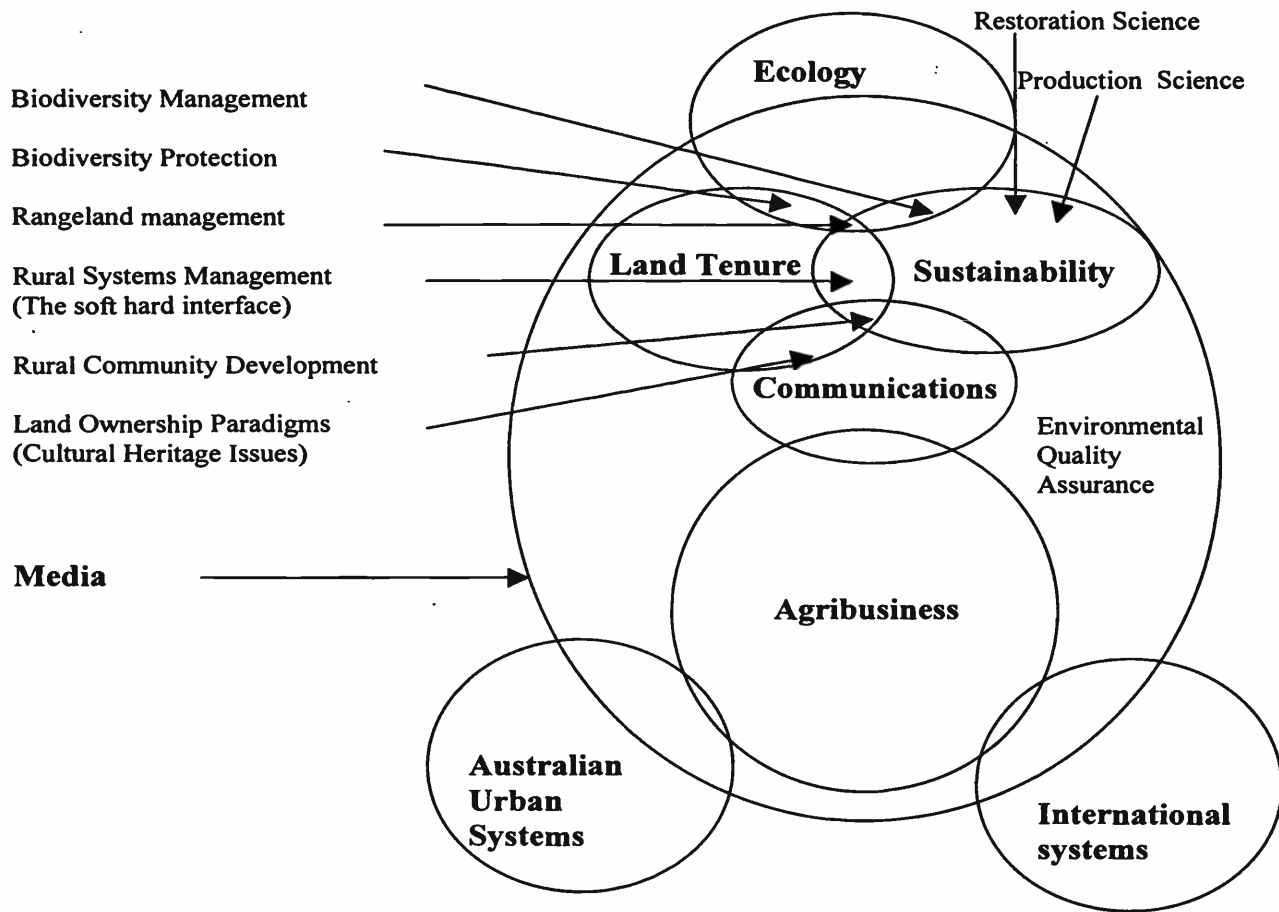 Restoration Science
Ecology
Production Science
Biodiversity Management
Biodiversity Protection
Rangeland management
Land Tenure
Sustainability
Rural Systems Management
(The soft hard interface)
Rural Community Development
Communications
Land Ownership Paradigms
(Cultural Heritage Issues)
Environmental
Quality
Assurance
Media
Agribusiness
Australian
Urban
Systems
International
systems